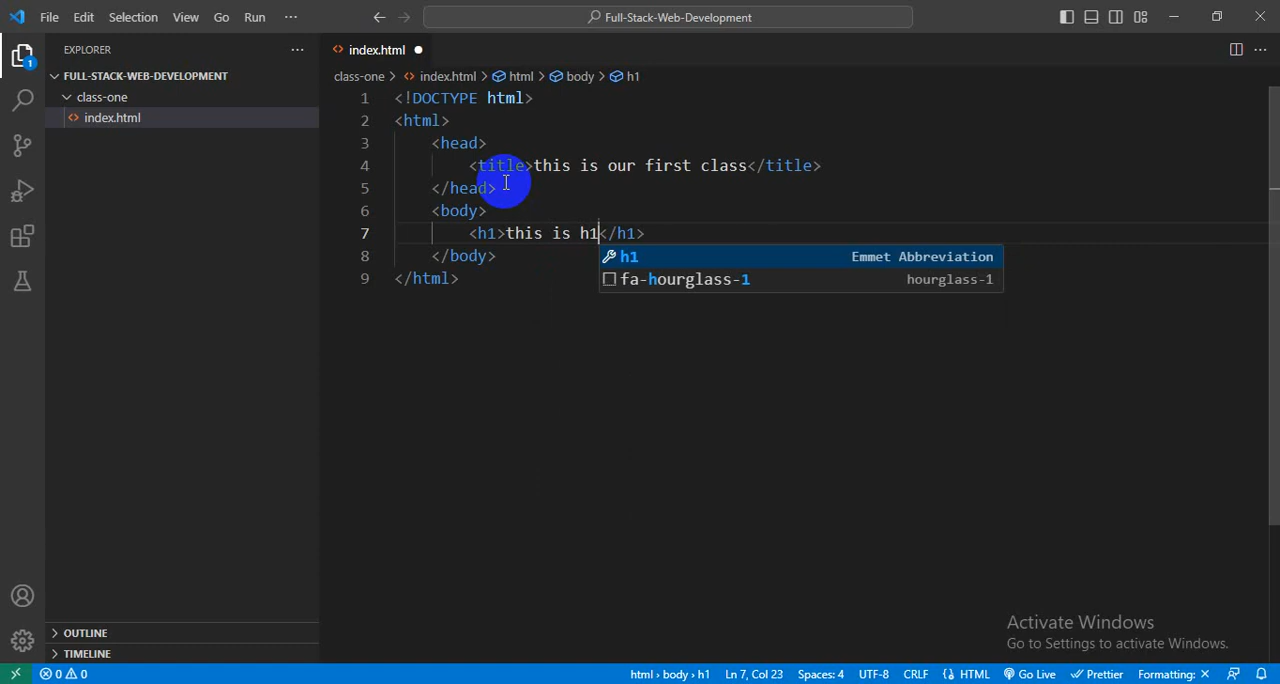 File Edit Selection View Go Run ···
Full-Stack-Web-Development
EXPLORER ···
1
FULL-STACK-WEB-DEVELOPMENT
class-one
index.html
index.html ●
class-one > index.html > html > body > h1
1 <!DOCTYPE html>
2 <html>
3 <head>
4 <title>this is our first class</title>
5 </head>
6 <body>
7 <h1>this is h1</h1>
h1 Emmet Abbreviation
8 </body>
fa-hourglass-1 hourglass-1
9 </html>
OUTLINE
TIMELINE
Activate Windows
Go to Settings to activate Windows.
0 0 html › body › h1 Ln 7, Col 23 Spaces: 4 UTF-8 CRLF HTML Go Live Prettier Formatting: ×